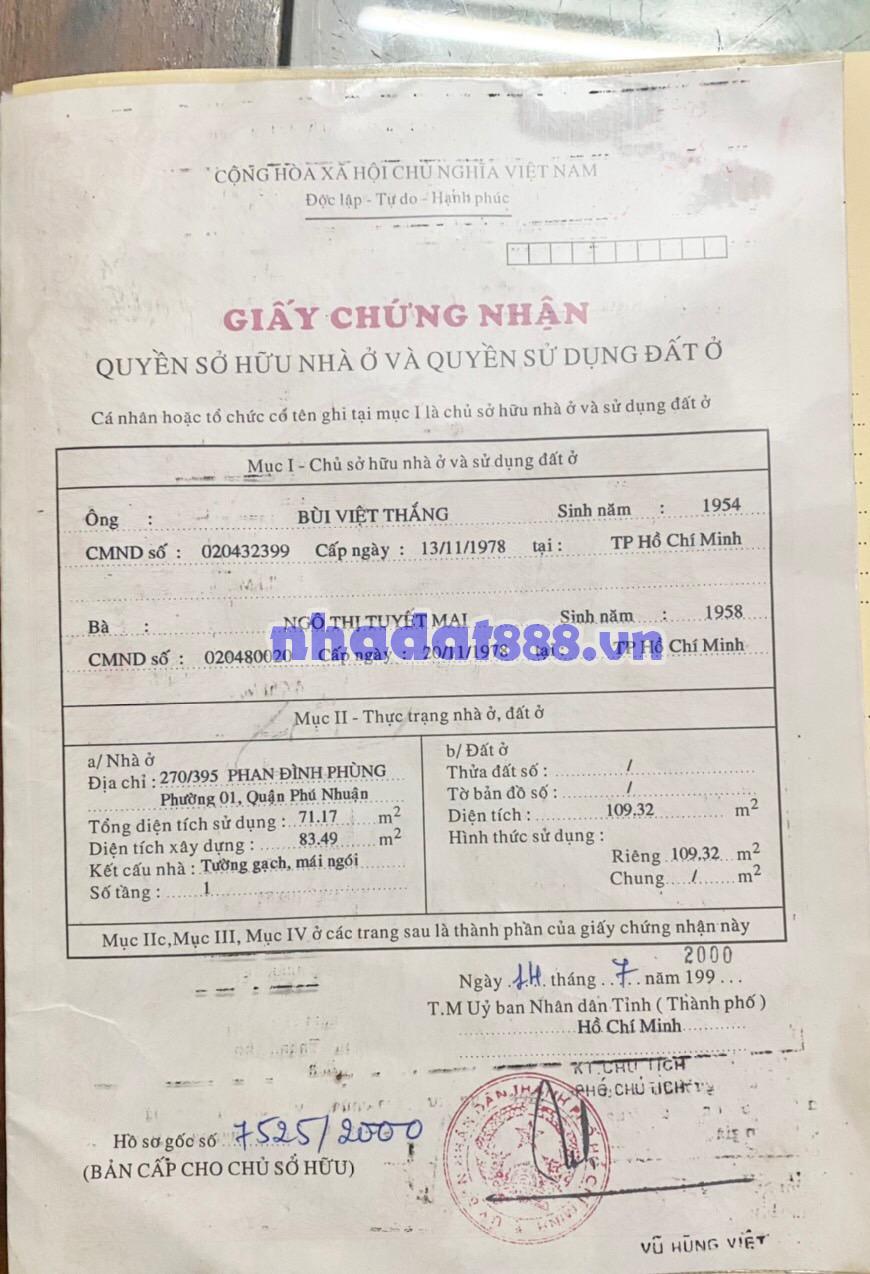 CỘNG HÒA XÃ HỘI CHỦ NGHĨA VIỆT NAM
Độc lập - Tự do - Hạnh phúc
GIẤY CHỨNG NHẬN
QUYỀN SỞ HỮU NHÀ Ở VÀ QUYỀN SỬ DỤNG ĐẤT Ở
Cá nhân hoặc tổ chức có tên ghi tại mục I là chủ sở hữu nhà ở và sử dụng đất ở
Mục I - Chủ sở hữu nhà ở và sử dụng đất ở
Ông : BÙI VIỆT THẮNG Sinh năm : 1954
CMND số : 020432399 Cấp ngày : 13/11/1978 tại : TP Hồ Chí Minh
Bà : NGÔ THỊ TUYẾT MAI Sinh năm : 1958
nhadat888.vn
CMND số : 020480020 Cấp ngày : 20/11/1978 tại : TP Hồ Chí Minh
Mục II - Thực trạng nhà ở, đất ở
a/ Nhà ở
Địa chỉ : 270/395 PHAN ĐÌNH PHÙNG
Phường 01, Quận Phú Nhuận
Tổng diện tích sử dụng : 71.17 m2
Diện tích xây dựng : 83.49 m2
Kết cấu nhà : Tường gạch, mái ngói
Số tầng : 1
b/ Đất ở
Thửa đất số : /
Tờ bản đồ số : /
Diện tích : 109.32 m2
Hình thức sử dụng :
Riêng 109.32 m2
Chung / m2
Mục IIc,Mục III, Mục IV ở các trang sau là thành phần của giấy chứng nhận này
2000
Ngày 14 tháng 7 năm 199...
T.M Uỷ ban Nhân dân Tỉnh ( Thành phố )
Hồ Chí Minh
KT.CHỦ TỊCH
PHÓ CHỦ TỊCH
Hồ sơ gốc số 7525/2000
(BẢN CẤP CHO CHỦ SỞ HỮU)
VŨ HÙNG VIỆT